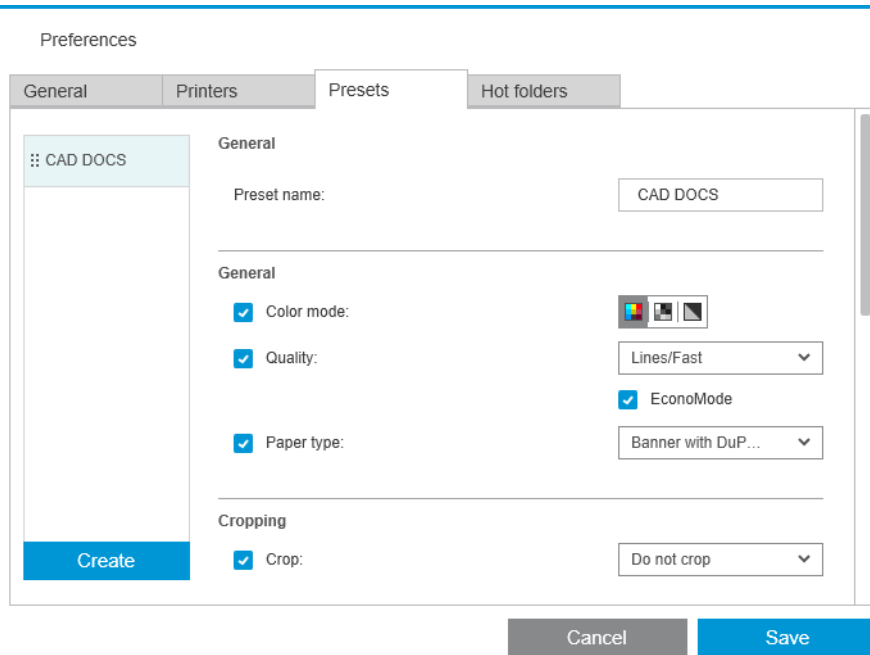 Preferences
General Printers Presets Hot folders
CAD DOCS
General
Preset name: CAD DOCS
General
Color mode:
Quality: Lines/Fast
EconoMode
Paper type: Banner with DuP...
Cropping
Crop: Do not crop
Create
Cancel Save